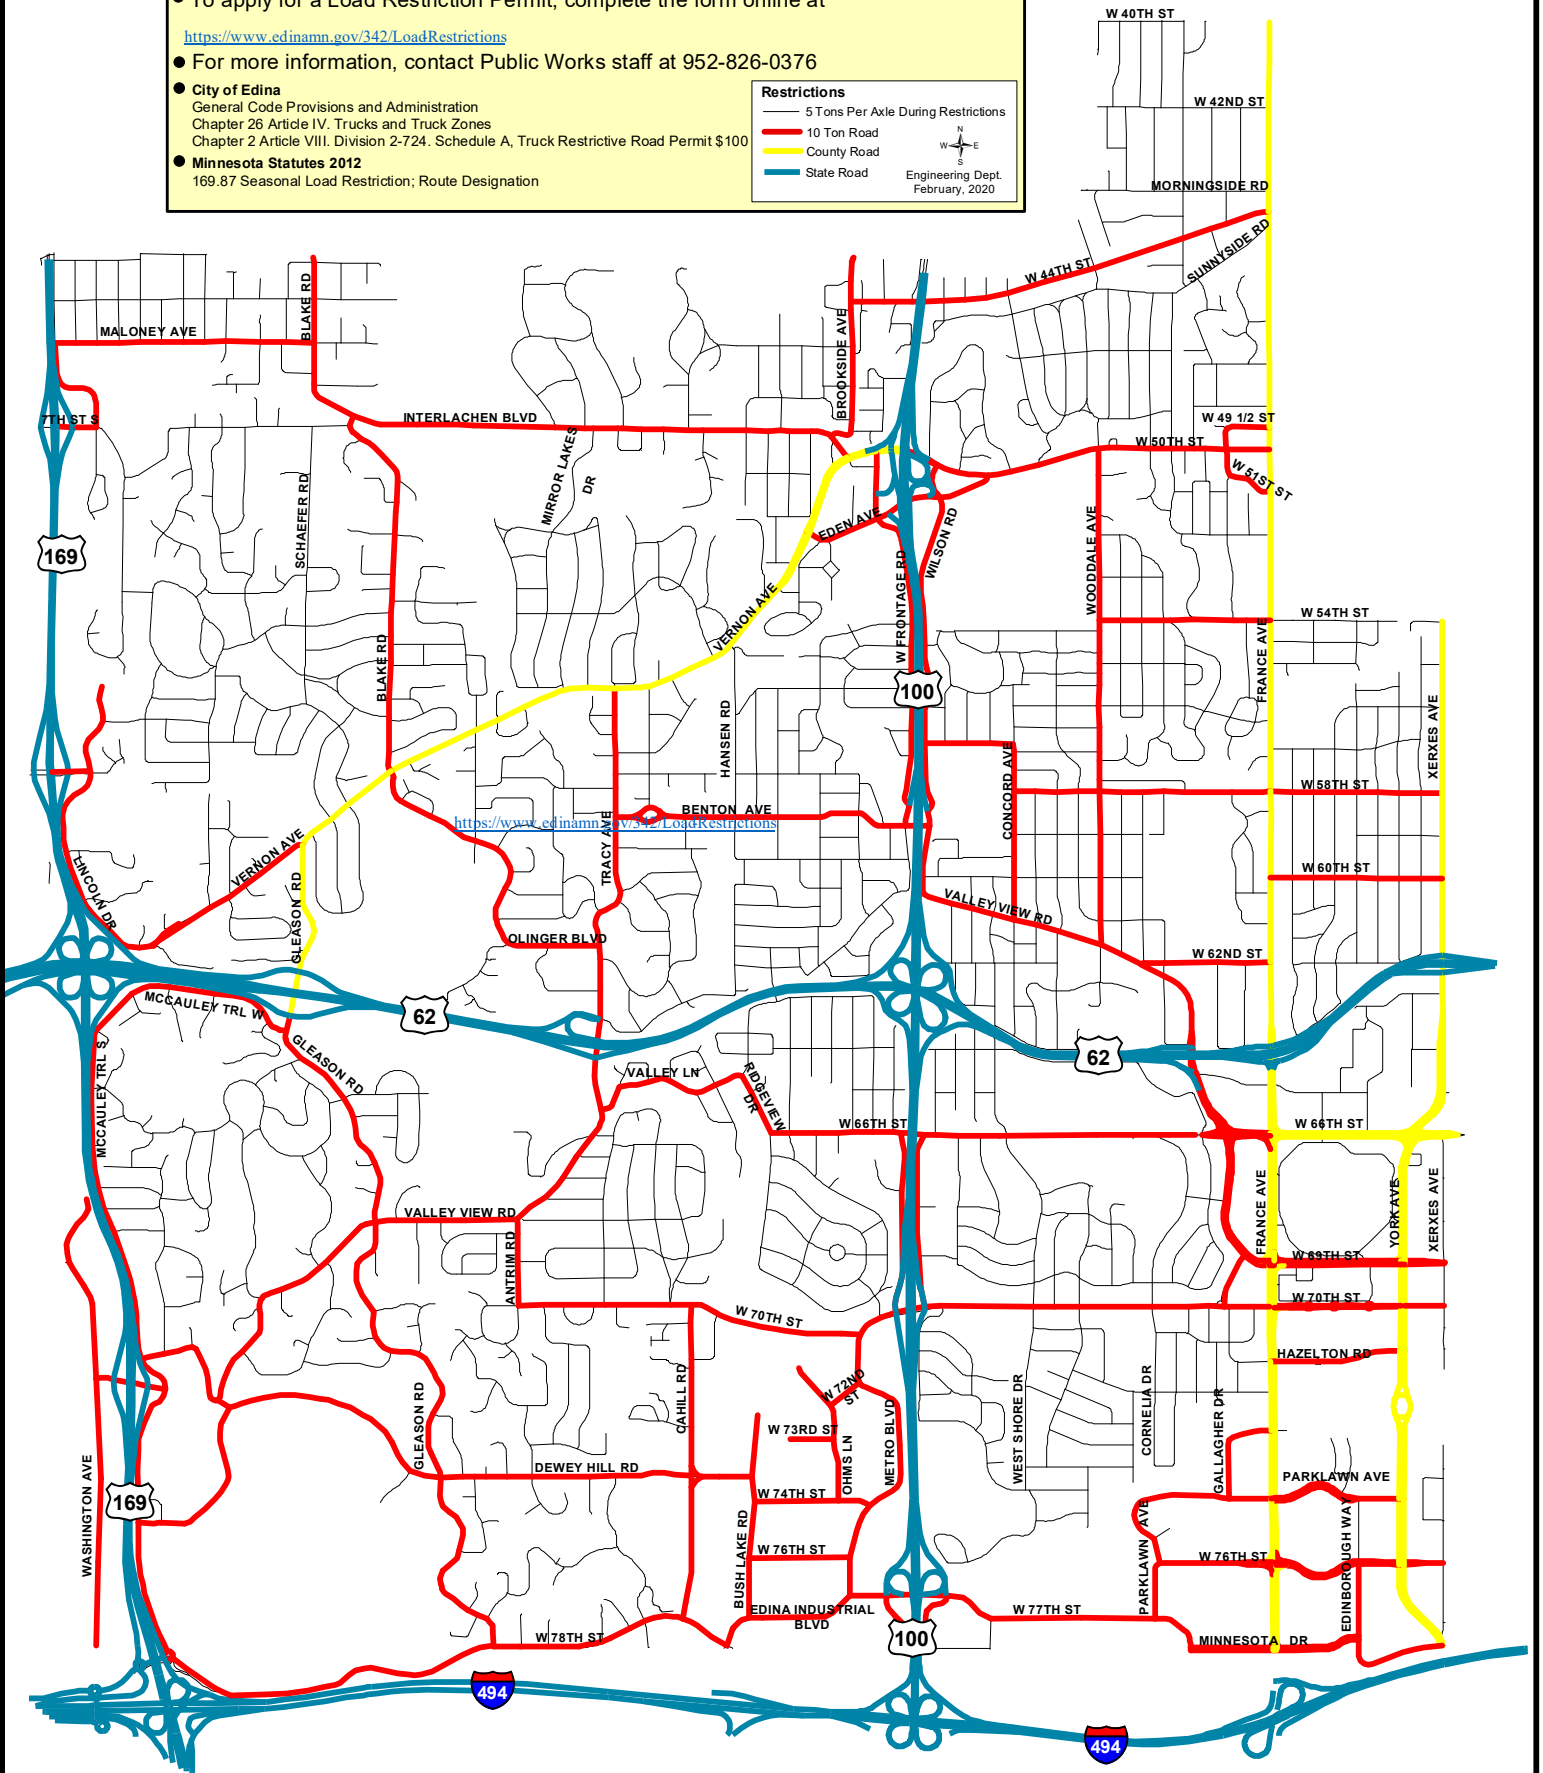 To apply for a Load Restriction Permit, complete the form online at
https://www.edinamn.gov/342/LoadRestrictions
For more information, contact Public Works staff at 952-826-0376
City of Edina
General Code Provisions and Administration
Chapter 26 Article IV. Trucks and Truck Zones
Chapter 2 Article VIII. Division 2-724. Schedule A, Truck Restrictive Road Permit $100
Minnesota Statutes 2012
169.87 Seasonal Load Restriction; Route Designation
Restrictions
5 Tons Per Axle During Restrictions
10 Ton Road
County Road
State Road
N
W E
S
Engineering Dept.
February, 2020
W 40TH ST
W 42ND ST
MORNINGSIDE RD
SUNNYSIDE RD
W 44TH ST
BLAKE RD
MALONEY AVE
BROOKSIDE AVE
7TH ST S
INTERLACHEN BLVD
W 49 1/2 ST
W 50TH ST
W 51ST ST
MIRROR LAKES
DR
SCHAEFER RD
EDEN AVE
WILSON RD
WOODDALE AVE
169
W FRONTAGE RD
VERNON AVE
W 54TH ST
FRANCE AVE
BLAKE RD
100
HANSEN RD
XERXES AVE
CONCORD AVE
W 58TH ST
BENTON AVE
https://www.edinamn.gov/342/LoadRestrictions
TRACY AVE
VERNON AVE
LINCOLN DR
GLEASON RD
W 60TH ST
VALLEY VIEW RD
OLINGER BLVD
W 62ND ST
MCCAULEY TRL W
62
62
GLEASON RD
MCCAULEY TRL S
VALLEY LN
RIDGEVIEW
DR
W 66TH ST
W 66TH ST
VALLEY VIEW RD
ANTRIM RD
FRANCE AVE
YORK AVE
XERXES AVE
W 69TH ST
W 70TH ST
W 70TH ST
HAZELTON RD
W 72ND
ST
CAHILL RD
GLEASON RD
METRO BLVD
WEST SHORE DR
CORNELIA DR
GALLAGHER DR
W 73RD ST
OHMS LN
DEWEY HILL RD
PARKLAWN AVE
WASHINGTON AVE
169
W 74TH ST
BUSH LAKE RD
PARKLAWN AVE
EDINBOROUGH WAY
W 76TH ST
W 76TH ST
EDINA INDUSTRIAL
BLVD
W 77TH ST
W 78TH ST
100
MINNESOTA DR
494
494